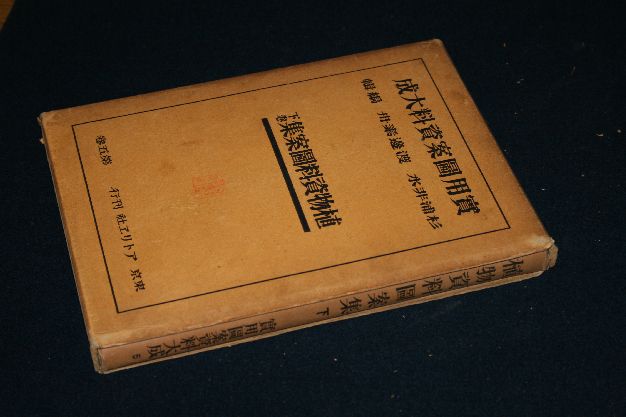 實用圖案資料大成
杉浦非水 渡邊素舟 編輯
植物資料圖案集 下卷
第五卷
東京 アトリヱ社 刊行
植物資料圖案集 下
實用圖案資料大成 5